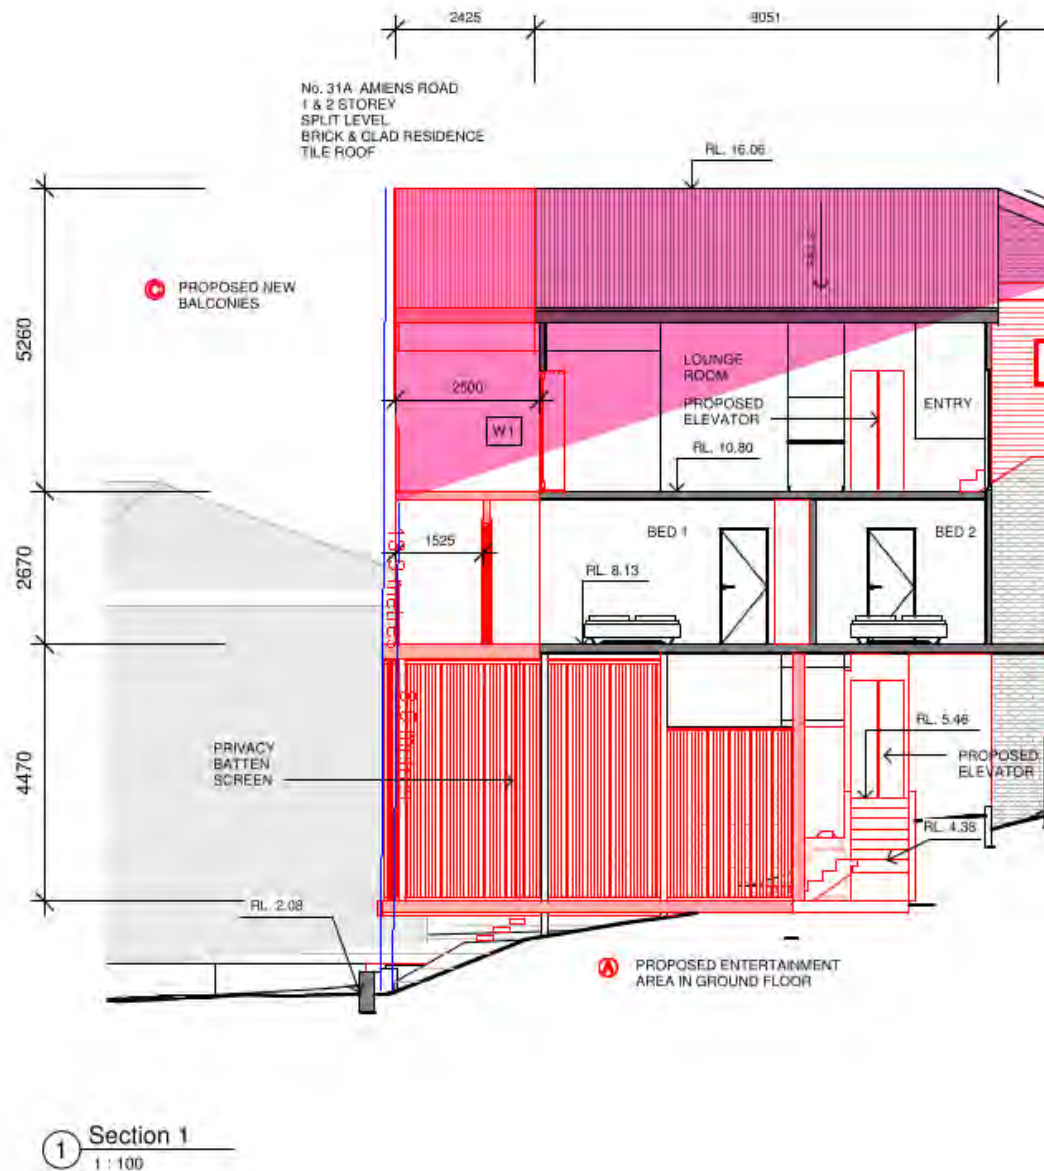 2425
8051
No. 31A AMIENS ROAD
1 & 2 STOREY
SPLIT LEVEL
BRICK & CLAD RESIDENCE
TILE ROOF
RL. 16.06
C PROPOSED NEW
BALCONIES
5260
LOUNGE
ROOM
2500
PROPOSED
ELEVATOR
ENTRY
W1
RL. 10.80
2670
1525
BED 1
BED 2
RL. 8.13
4470
PRIVACY
BATTEN
SCREEN
RL. 5.46
PROPOSED
ELEVATOR
RL. 4.38
RL. 2.08
A PROPOSED ENTERTAINMENT
AREA IN GROUND FLOOR
1 Section 1
1 : 100